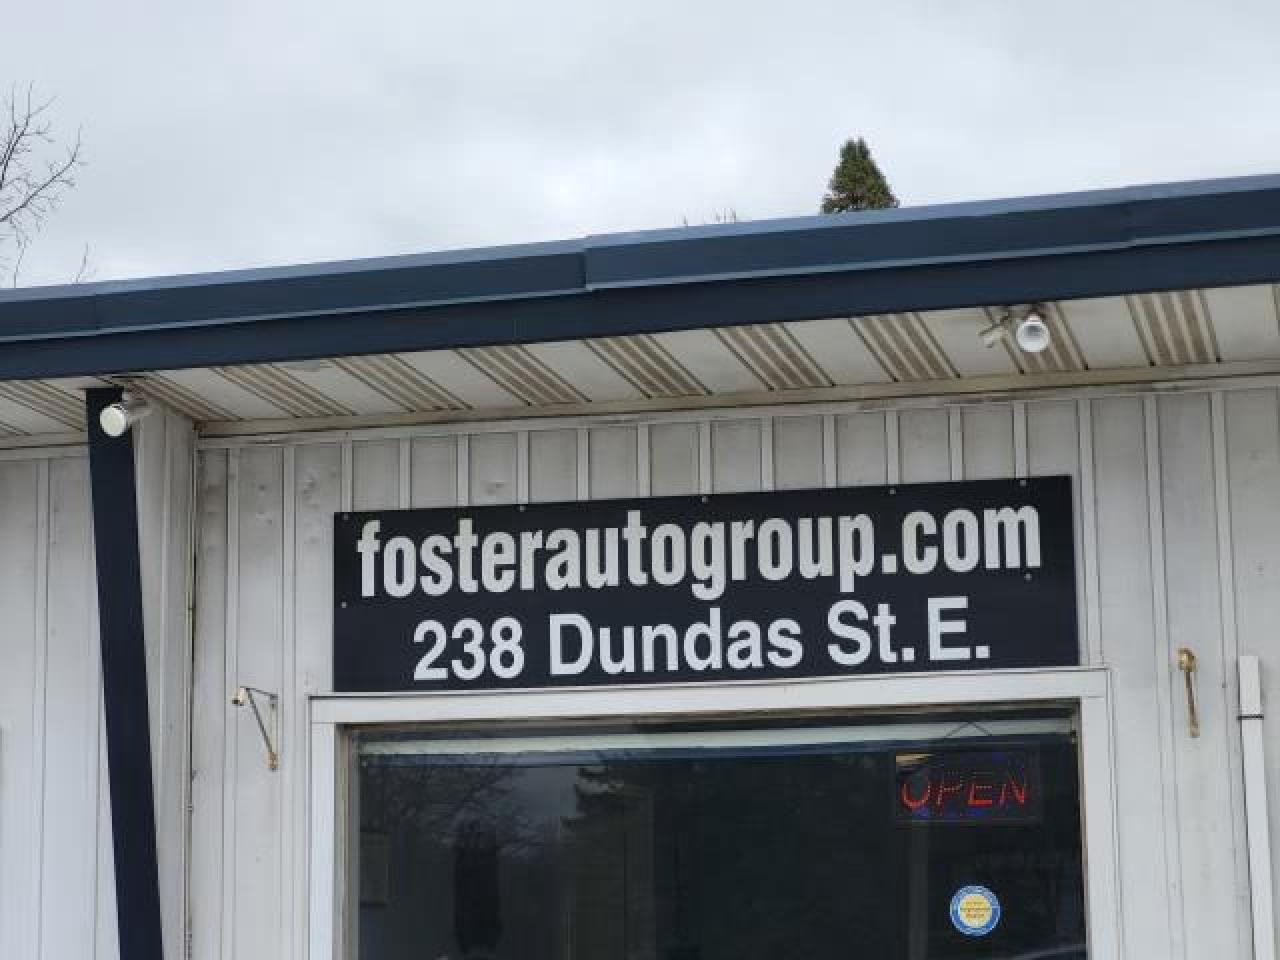 fosterautogroup.com
238 Dundas St. E.
OPEN